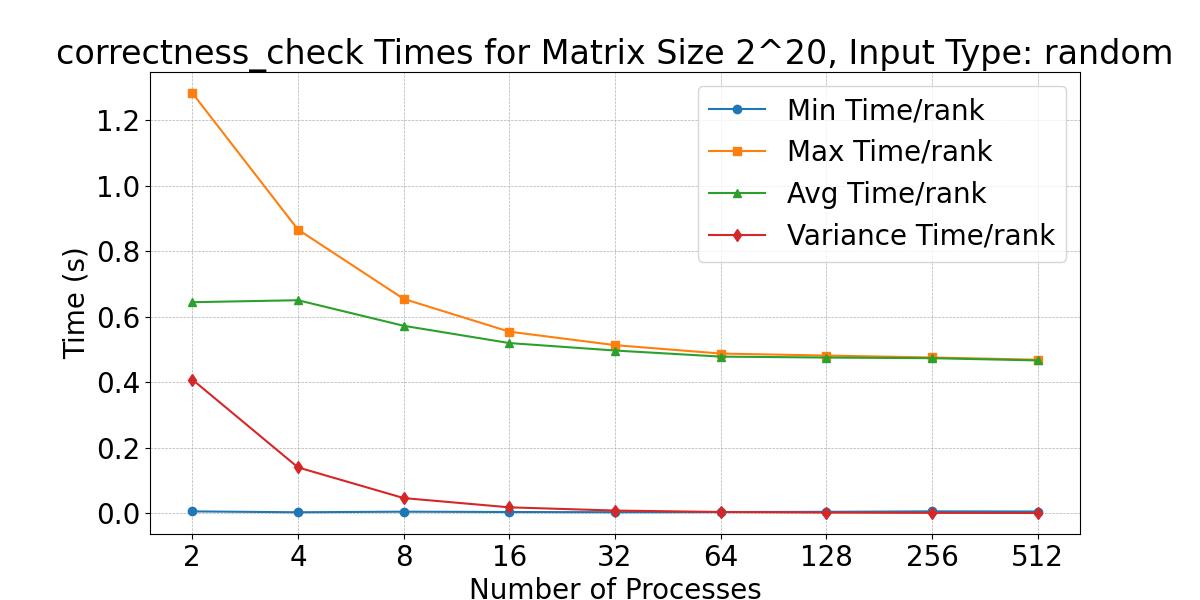 correctness_check Times for Matrix Size 2^20, Input Type: random
Min Time/rank
Max Time/rank
Avg Time/rank
Variance Time/rank
Time (s)
1.2
1.0
0.8
0.6
0.4
0.2
0.0
2 4 8 16 32 64 128 256 512
Number of Processes